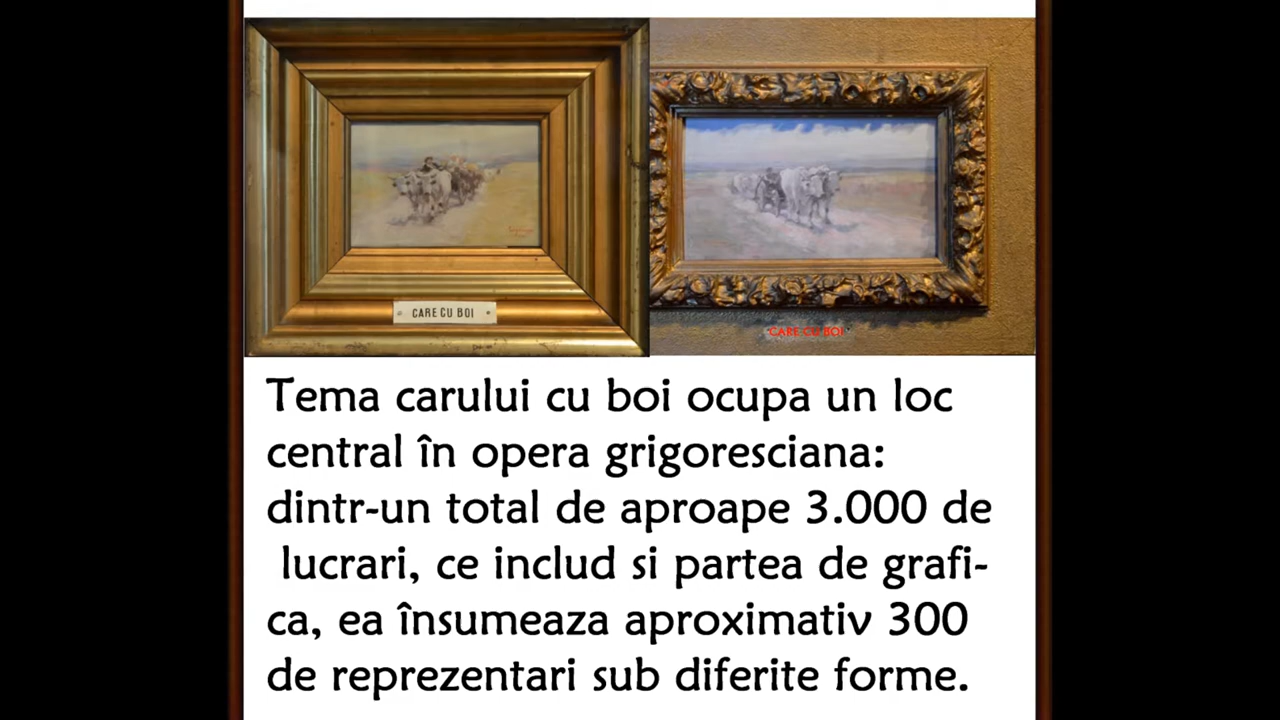 CARE CU BOI
CARE CU BOI
Tema carului cu boi ocupa un loc
central în opera grigoresciana:
dintr-un total de aproape 3.000 de
lucrari, ce includ si partea de grafi-
ca, ea însumeaza aproximativ 300
de reprezentari sub diferite forme.